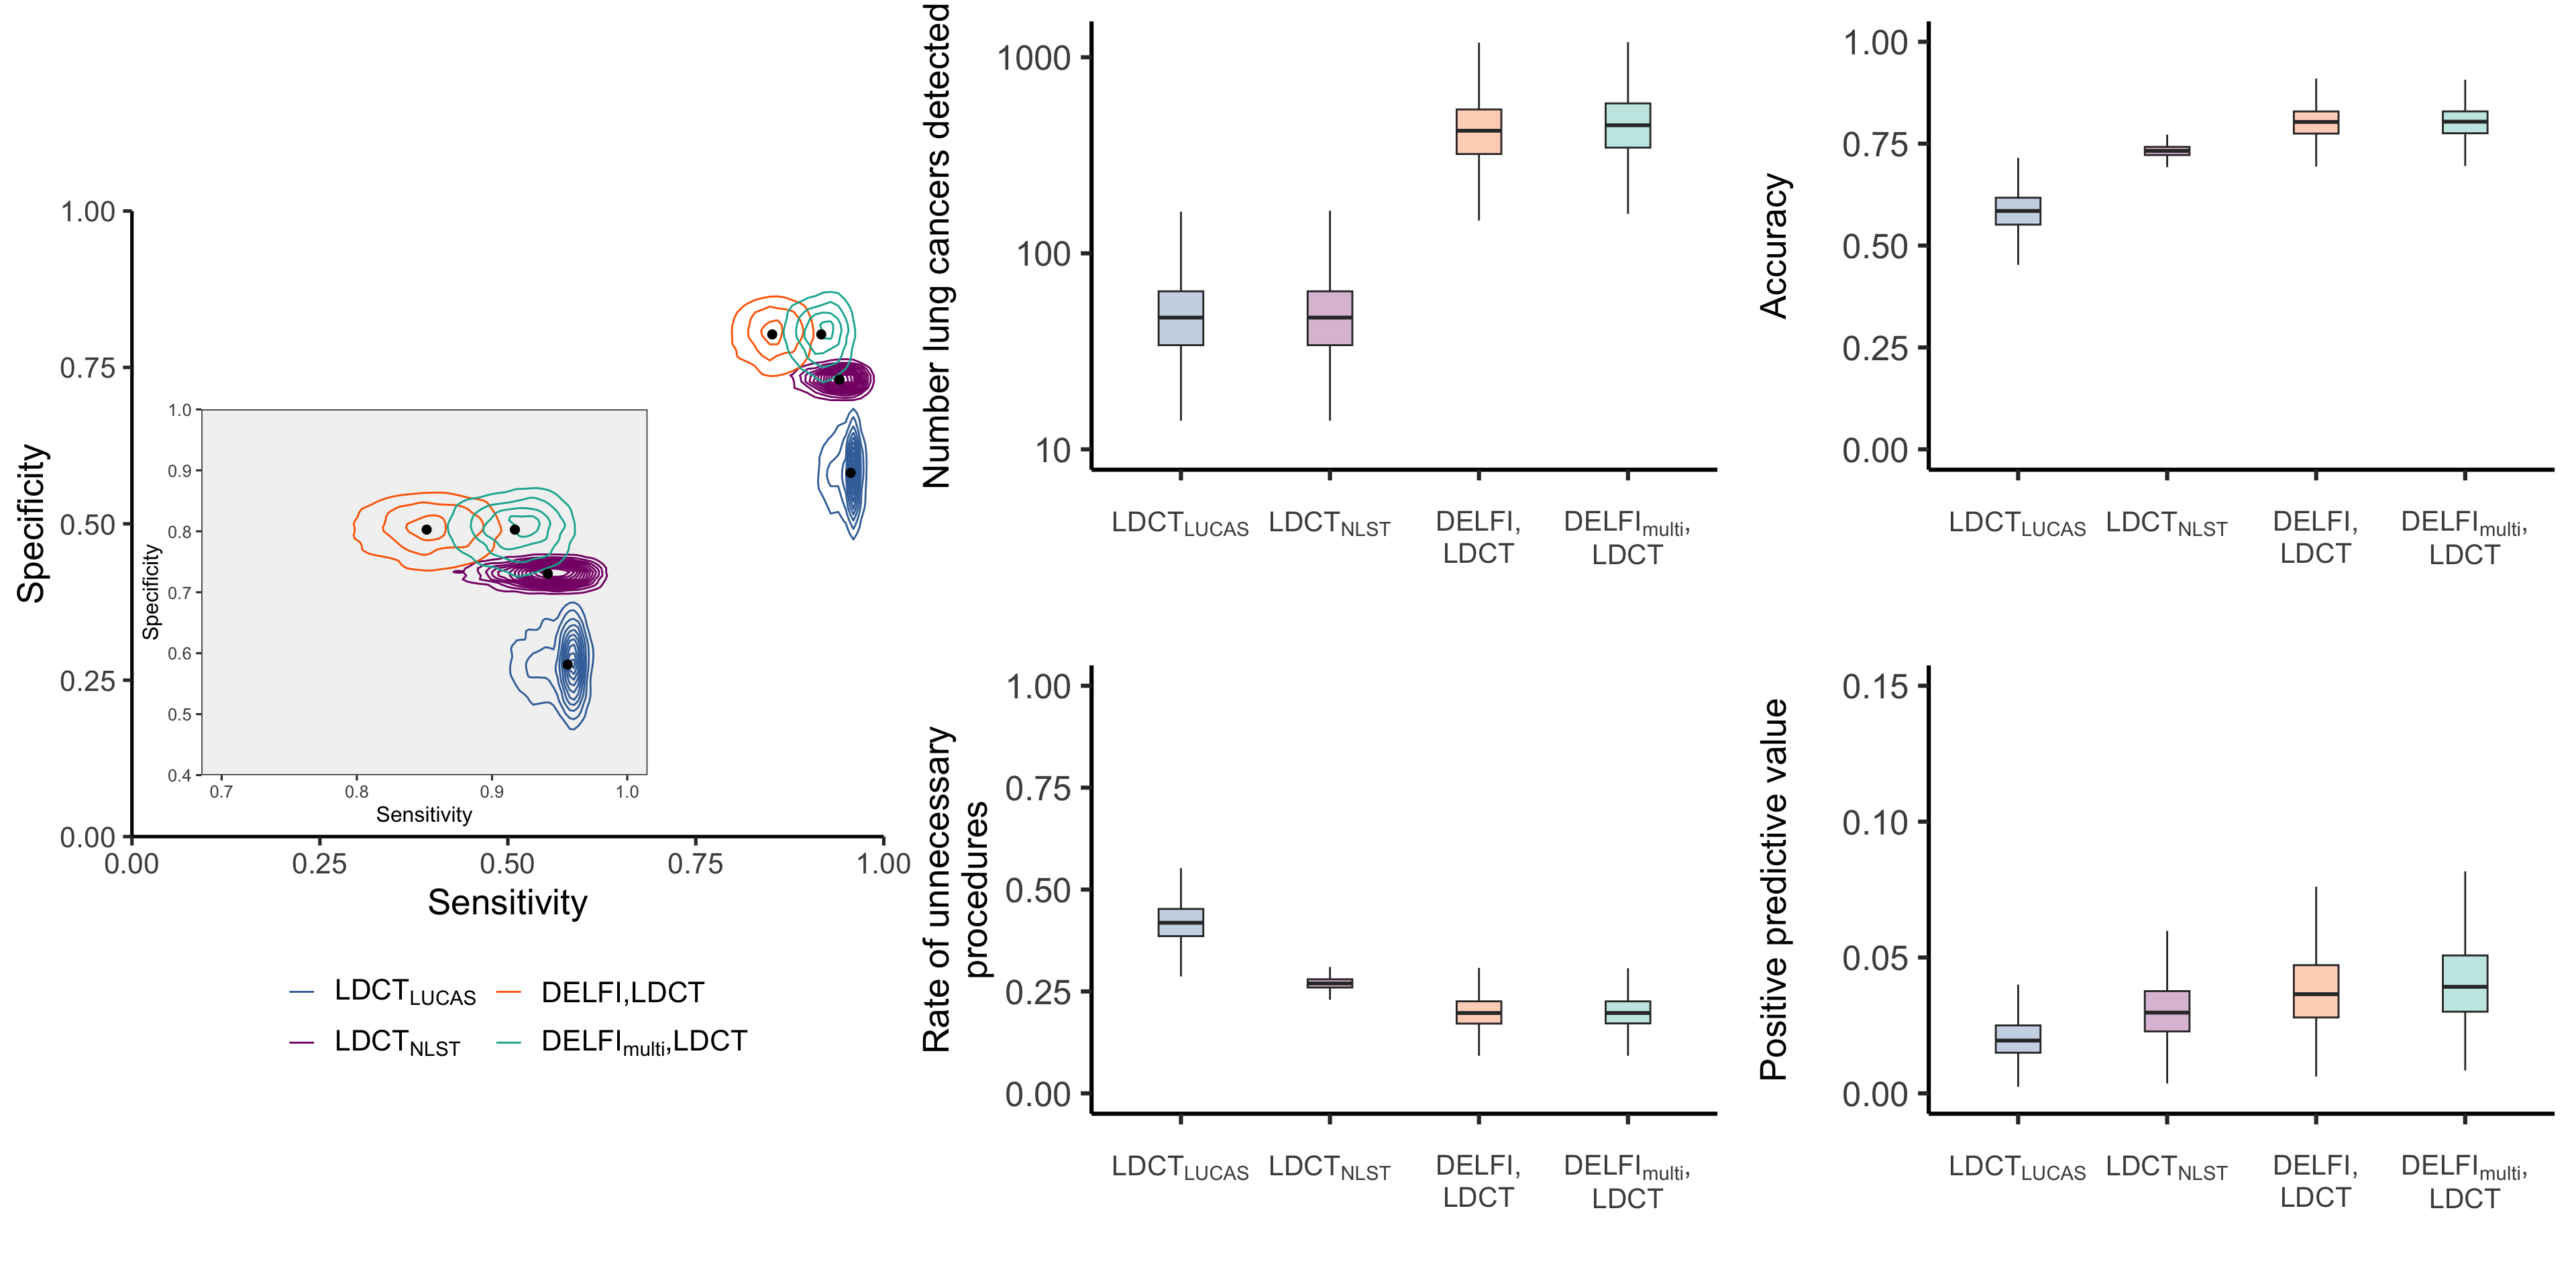 1.00
0.75
0.50
0.25
0.00
Specificity
0.00 0.25 0.50 0.75 1.00
Sensitivity
1.0
0.9
0.8
0.7
0.6
0.5
0.4
Specificity
0.7 0.8 0.9 1.0
Sensitivity
LDCTLUCAS DELFI,LDCT
LDCTNLST DELFImulti,LDCT
Number lung cancers detected
1000
100
10
LDCTLUCAS LDCTNLST DELFI, DELFImulti,
LDCT LDCT
Accuracy
1.00
0.75
0.50
0.25
0.00
LDCTLUCAS LDCTNLST DELFI, DELFImulti,
LDCT LDCT
Rate of unnecessary
procedures
1.00
0.75
0.50
0.25
0.00
LDCTLUCAS LDCTNLST DELFI, DELFImulti,
LDCT LDCT
Positive predictive value
0.15
0.10
0.05
0.00
LDCTLUCAS LDCTNLST DELFI, DELFImulti,
LDCT LDCT